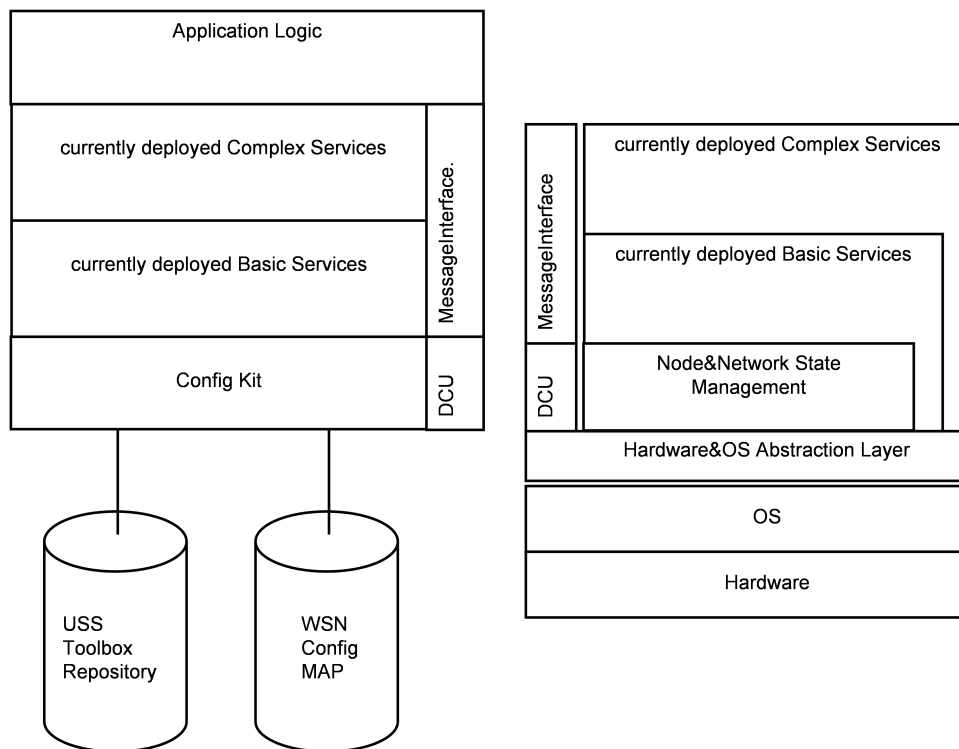 Application Logic
currently deployed Complex Services
MessageInterface.
currently deployed Basic Services
Config Kit
DCU
USS
Toolbox
Repository
WSN
Config
MAP
MessageInterface
currently deployed Complex Services
currently deployed Basic Services
DCU
Node&Network State
Management
Hardware&OS Abstraction Layer
OS
Hardware